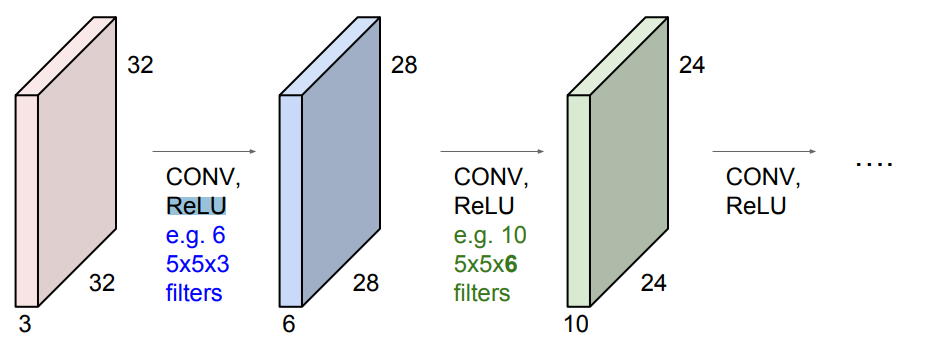 32
32
3
CONV,
ReLU
e.g. 6
5x5x3
filters
28
28
6
CONV,
ReLU
e.g. 10
5x5x6
filters
24
24
10
CONV,
ReLU
....